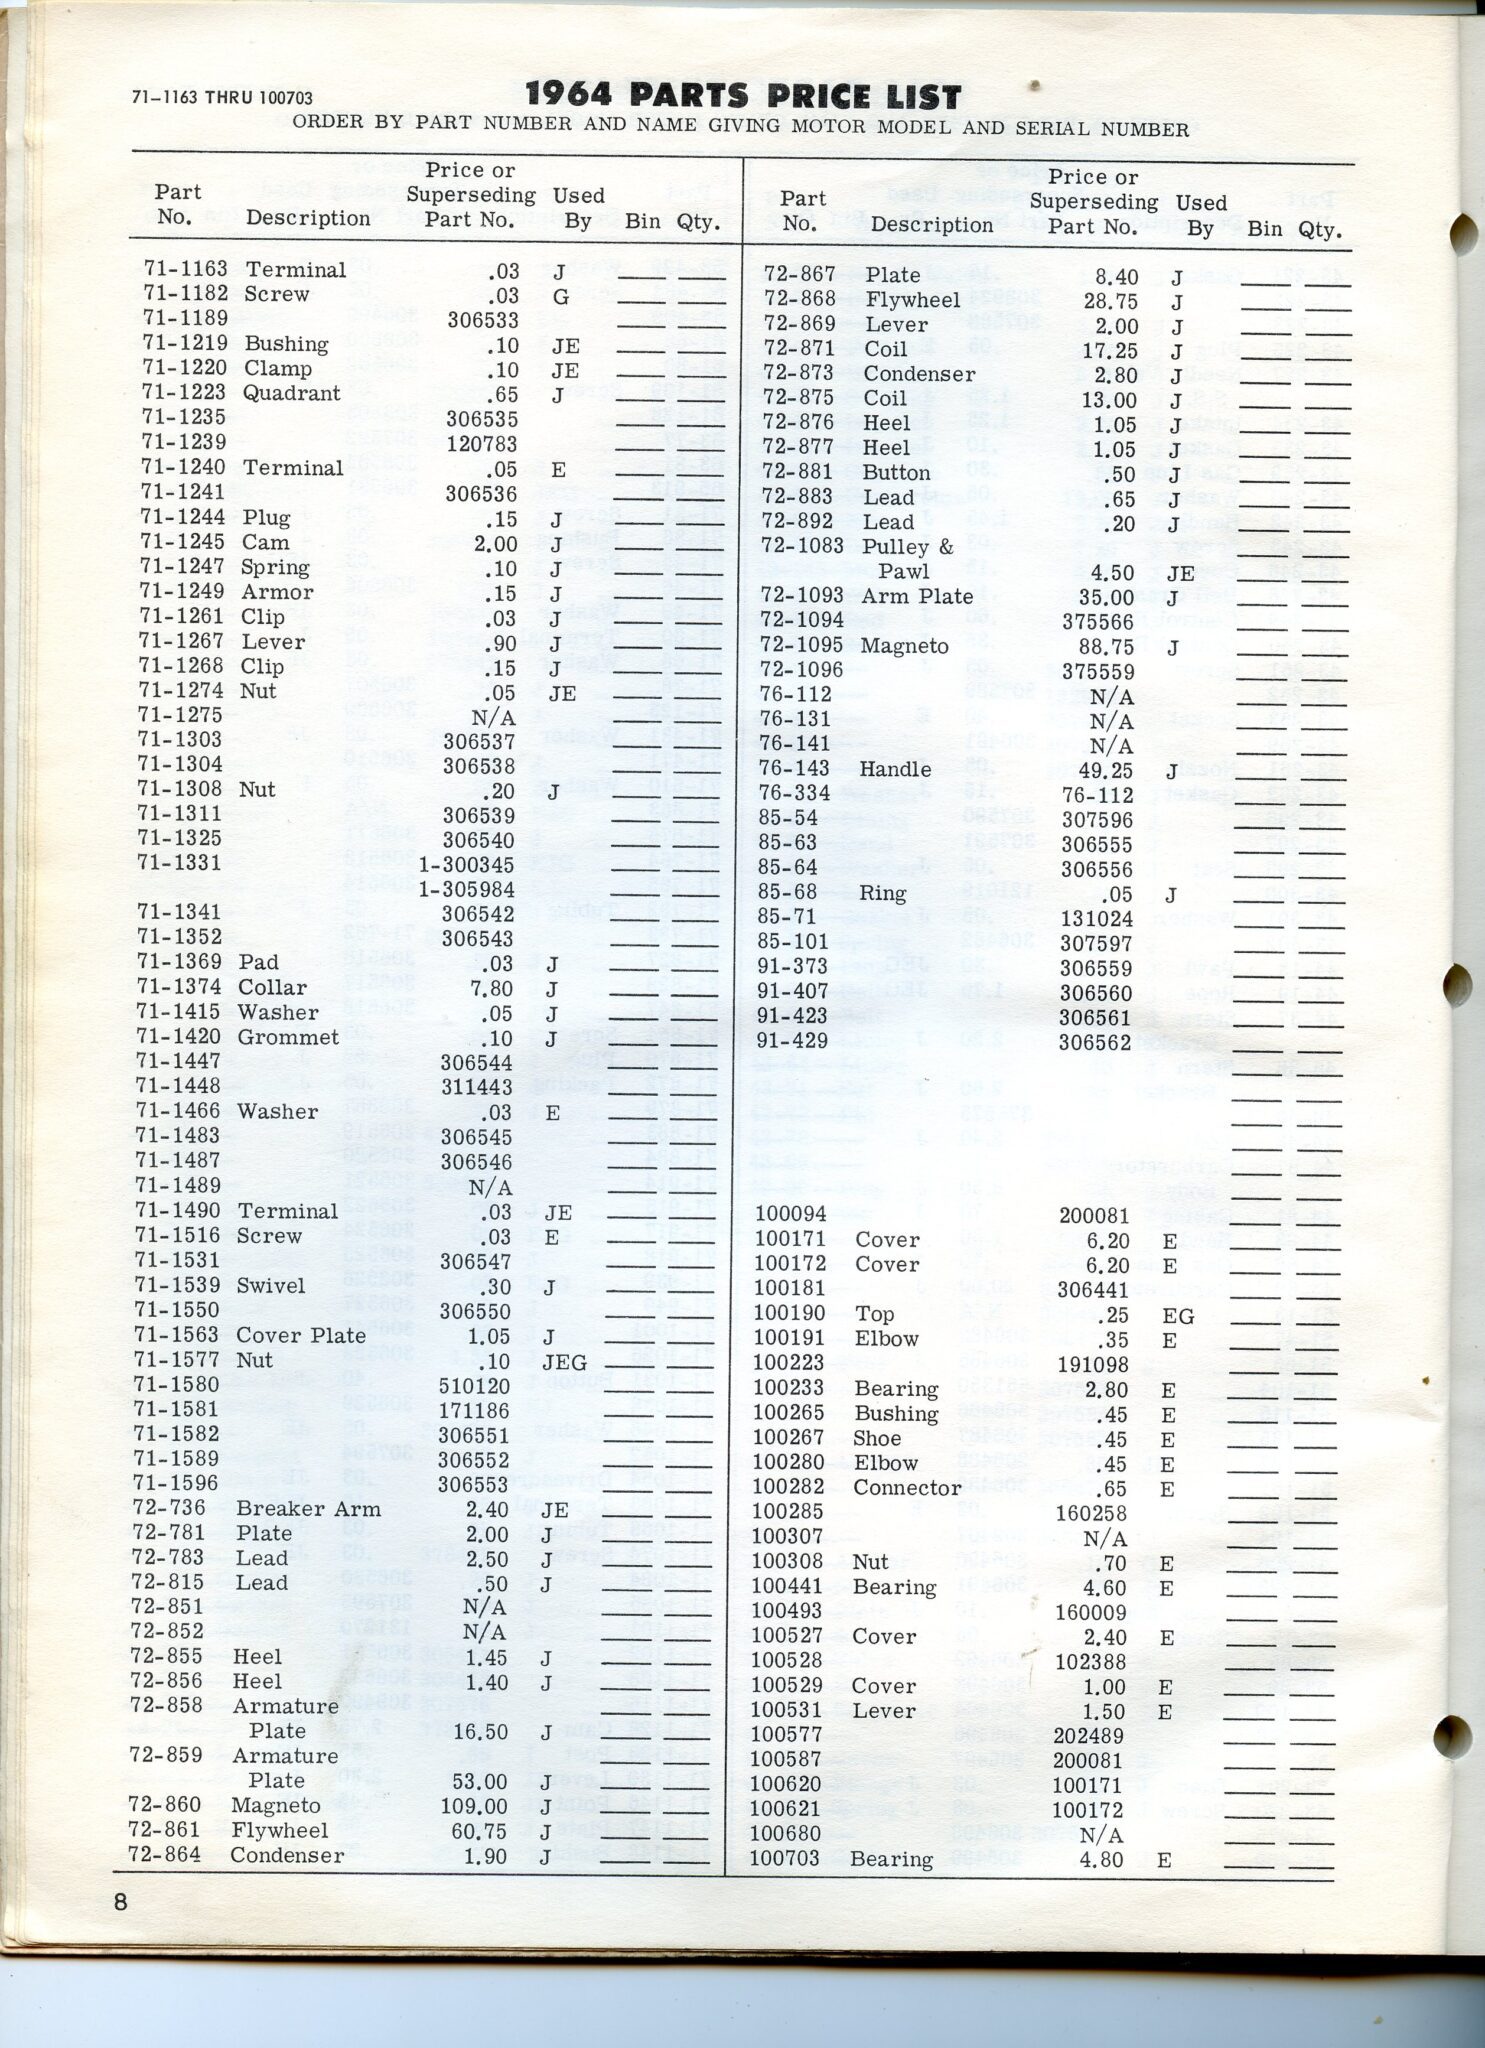 71-1163 THRU 100703
1964 PARTS PRICE LIST
ORDER BY PART NUMBER AND NAME GIVING MOTOR MODEL AND SERIAL NUMBER
Part No. Description Price or Superseding Part No. Used By Bin Qty.
71-1163 Terminal .03 J
71-1182 Screw .03 G
71-1189 306533
71-1219 Bushing .10 JE
71-1220 Clamp .10 JE
71-1223 Quadrant .65 J
71-1235 306535
71-1239 120783
71-1240 Terminal .05 E
71-1241 306536
71-1244 Plug .15 J
71-1245 Cam 2.00 J
71-1247 Spring .10 J
71-1249 Armor .15 J
71-1261 Clip .03 J
71-1267 Lever .90 J
71-1268 Clip .15 J
71-1274 Nut .05 JE
71-1275 N/A
71-1303 306537
71-1304 306538
71-1308 Nut .20 J
71-1311 306539
71-1325 306540
71-1331 1-300345
1-305984
71-1341 306542
71-1352 306543
71-1369 Pad .03 J
71-1374 Collar 7.80 J
71-1415 Washer .05 J
71-1420 Grommet .10 J
71-1447 306544
71-1448 311443
71-1466 Washer .03 E
71-1483 306545
71-1487 306546
71-1489 N/A
71-1490 Terminal .03 JE
71-1516 Screw .03 E
71-1531 306547
71-1539 Swivel .30 J
71-1550 306550
71-1563 Cover Plate 1.05 J
71-1577 Nut .10 JEG
71-1580 510120
71-1581 171186
71-1582 306551
71-1589 306552
71-1596 306553
72-736 Breaker Arm 2.40 JE
72-781 Plate 2.00 J
72-783 Lead 2.50 J
72-815 Lead .50 J
72-851 N/A
72-852 N/A
72-855 Heel 1.45 J
72-856 Heel 1.40 J
72-858 Armature
Plate 16.50 J
72-859 Armature
Plate 53.00 J
72-860 Magneto 109.00 J
72-861 Flywheel 60.75 J
72-864 Condenser 1.90 J
Part No. Description Price or Superseding Part No. Used By Bin Qty.
72-867 Plate 8.40 J
72-868 Flywheel 28.75 J
72-869 Lever 2.00 J
72-871 Coil 17.25 J
72-873 Condenser 2.80 J
72-875 Coil 13.00 J
72-876 Heel 1.05 J
72-877 Heel 1.05 J
72-881 Button .50 J
72-883 Lead .65 J
72-892 Lead .20 J
72-1083 Pulley &
Pawl 4.50 JE
72-1093 Arm Plate 35.00 J
72-1094 375566
72-1095 Magneto 88.75 J
72-1096 375559
76-112 N/A
76-131 N/A
76-141 N/A
76-143 Handle 49.25 J
76-334 76-112
85-54 307596
85-63 306555
85-64 306556
85-68 Ring .05 J
85-71 131024
85-101 307597
91-373 306559
91-407 306560
91-423 306561
91-429 306562
100094 200081
100171 Cover 6.20 E
100172 Cover 6.20 E
100181 306441
100190 Top .25 EG
100191 Elbow .35 E
100223 191098
100233 Bearing 2.80 E
100265 Bushing .45 E
100267 Shoe .45 E
100280 Elbow .45 E
100282 Connector .65 E
100285 160258
100307 N/A
100308 Nut .70 E
100441 Bearing 4.60 E
100493 160009
100527 Cover 2.40 E
100528 102388
100529 Cover 1.00 E
100531 Lever 1.50 E
100577 202489
100587 200081
100620 100171
100621 100172
100680 N/A
100703 Bearing 4.80 E
8